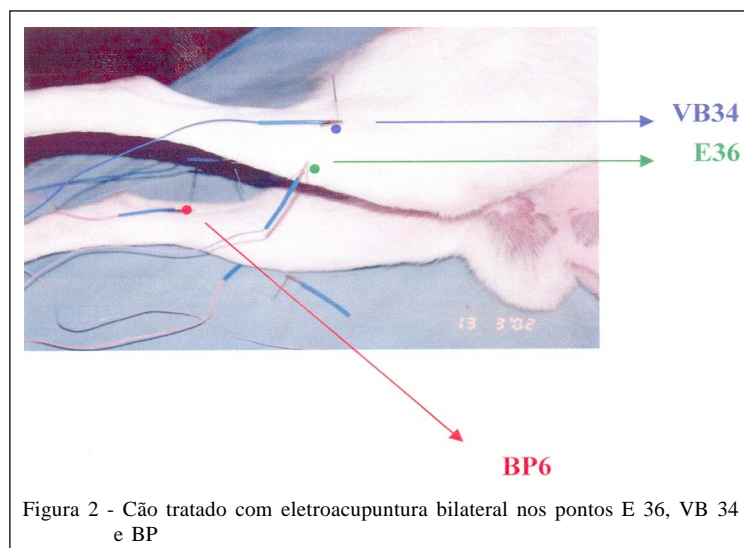 VB34
E36
13 3'02
BP6
Figura 2 - Cão tratado com eletroacupuntura bilateral nos pontos E 36, VB 34
e BP